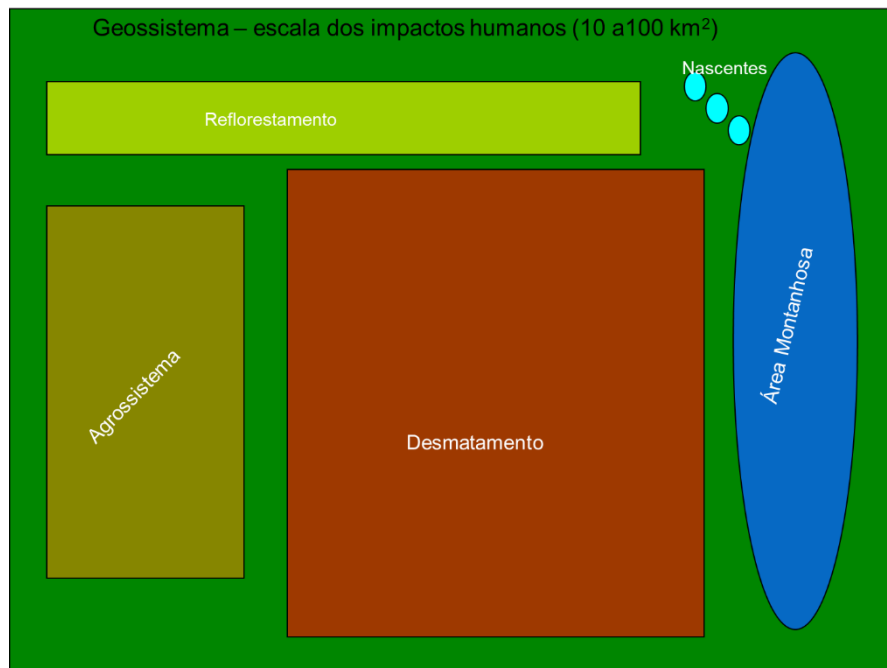 Geossistema – escala dos impactos humanos (10 a100 km²)
Nascentes
Reflorestamento
Área Montanhosa
Agrossistema
Desmatamento